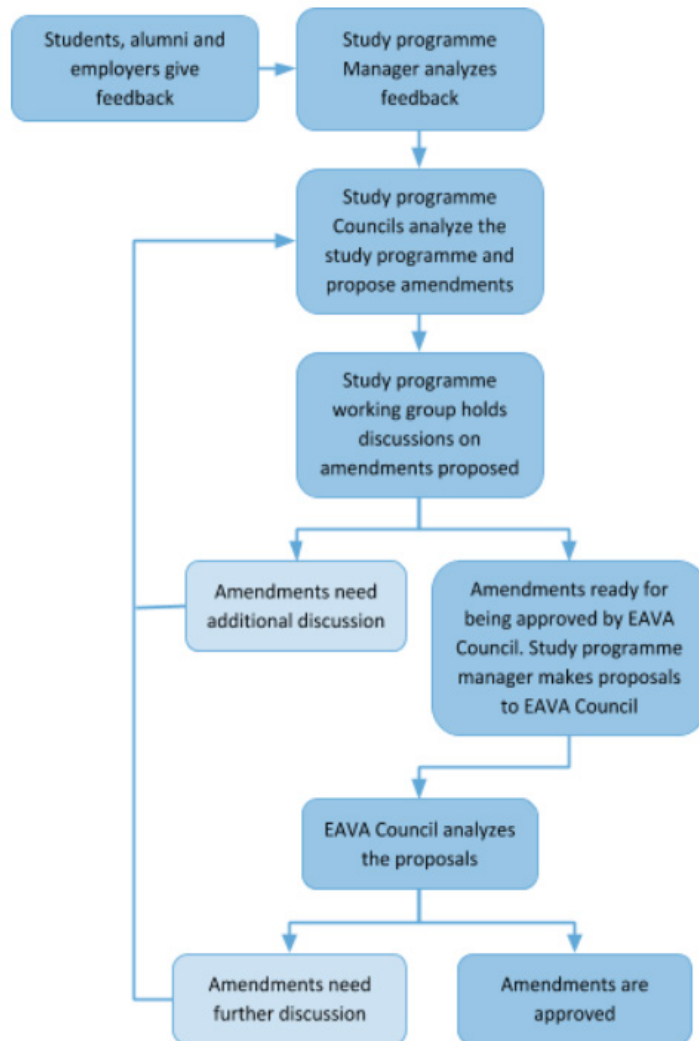 Students, alumni and
employers give
feedback
Study programme
Manager analyzes
feedback
Study programme
Councils analyze the
study programme and
propose amendments
Study programme
working group holds
discussions on
amendments proposed
Amendments need
additional discussion
Amendments ready for
being approved by EAVA
Council. Study programme
manager makes proposals
to EAVA Council
EAVA Council analyzes
the proposals
Amendments need
further discussion
Amendments are
approved